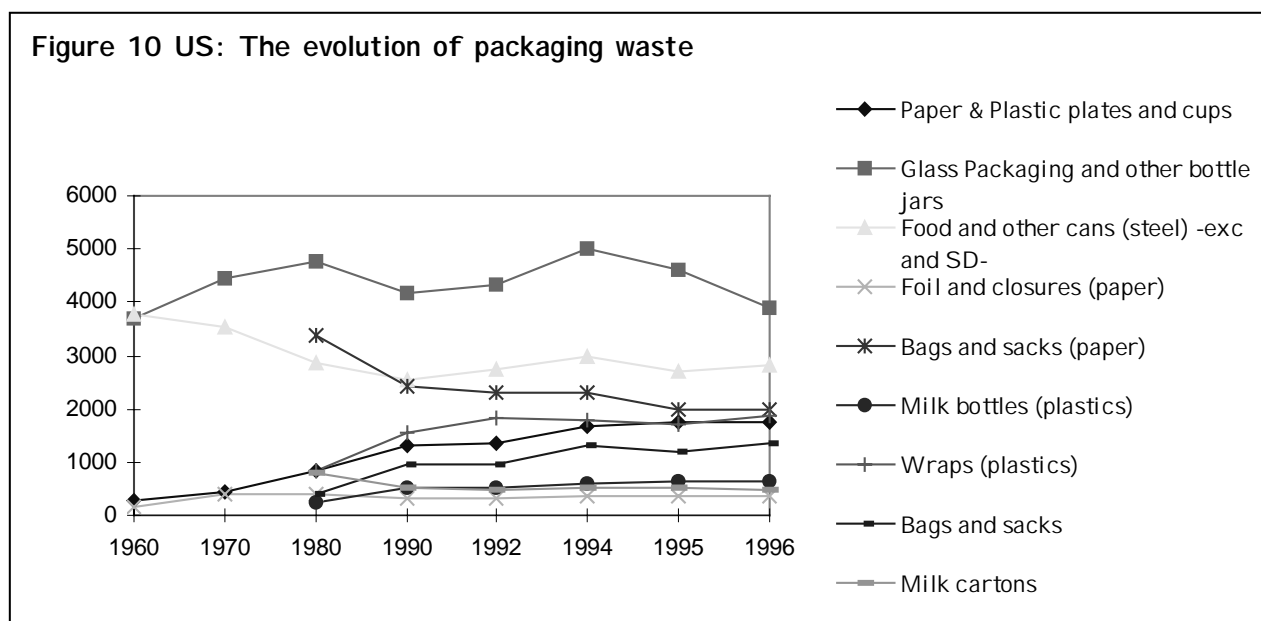 Figure 10 US: The evolution of packaging waste
6000
5000
4000
3000
2000
1000
0
1960 1970 1980 1990 1992 1994 1995 1996
Paper & Plastic plates and cups
Glass Packaging and other bottle
jars
Food and other cans (steel) -exc
and SD-
Foil and closures (paper)
Bags and sacks (paper)
Milk bottles (plastics)
Wraps (plastics)
Bags and sacks
Milk cartons